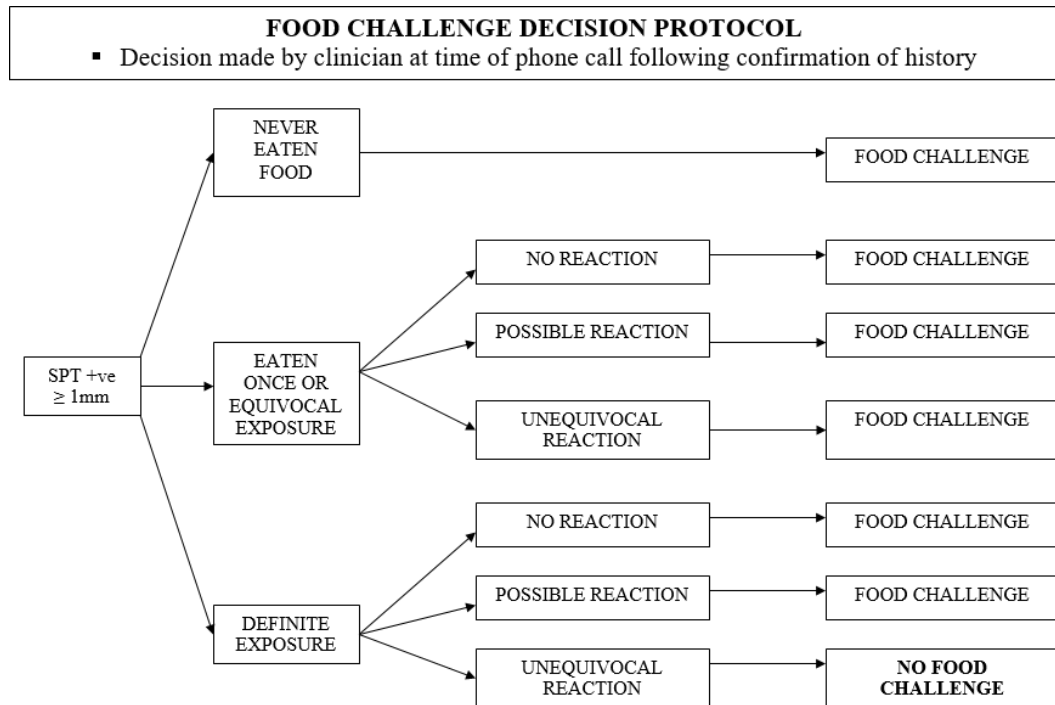 FOOD CHALLENGE DECISION PROTOCOL
▪ Decision made by clinician at time of phone call following confirmation of history
NEVER
EATEN
FOOD
FOOD CHALLENGE
NO REACTION
FOOD CHALLENGE
POSSIBLE REACTION
FOOD CHALLENGE
SPT +ve
≥ 1mm
EATEN
ONCE OR
EQUIVOCAL
EXPOSURE
UNEQUIVOCAL
REACTION
FOOD CHALLENGE
NO REACTION
FOOD CHALLENGE
POSSIBLE REACTION
FOOD CHALLENGE
DEFINITE
EXPOSURE
UNEQUIVOCAL
REACTION
NO FOOD
CHALLENGE